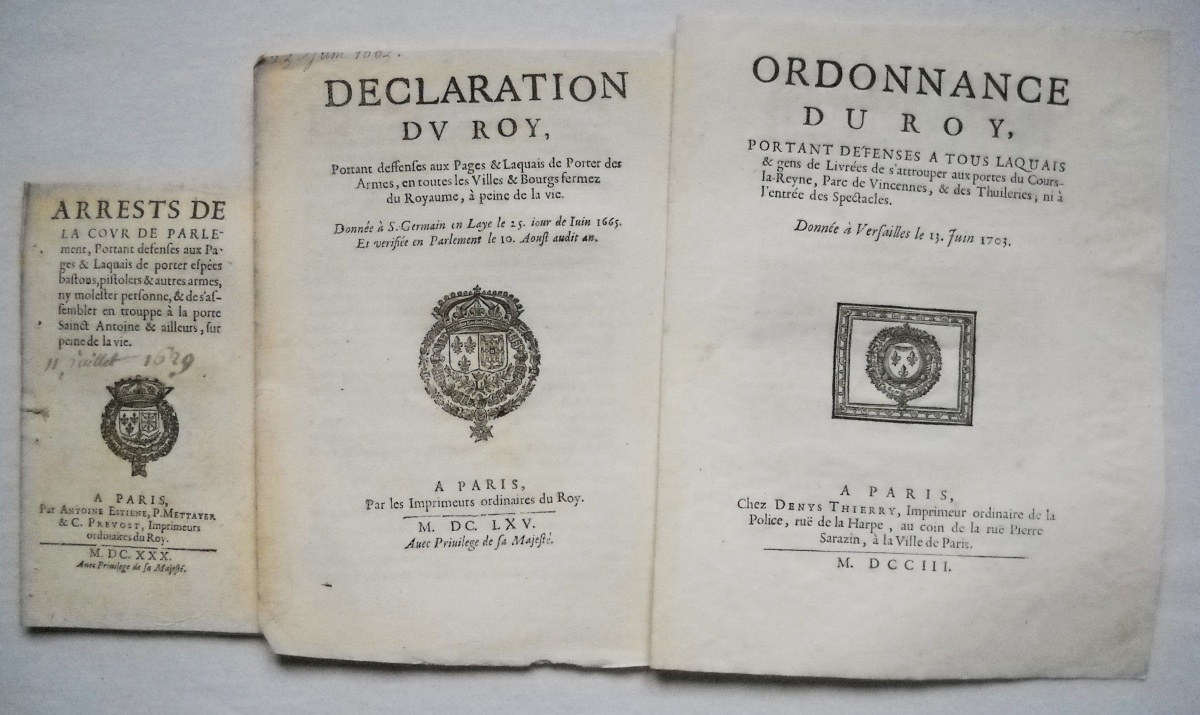 ARRESTS DE
LA COVR DE PARLE-
ment, Portant defenses aux Pa-
ges & Laquais de porter espées
bastons, pistolets & autres armes,
ny molester personne, & de s'as-
sembler en trouppe à la porte
Sainct Antoine & ailleurs, sur
peine de la vie.
11 Juillet 1629
A PARIS,
Par ANTOINE ESTIENE, P. METTAYER
& C. PREVOST, Imprimeurs
ordinaires du Roy.
M. DC. XXX.
Auec Priuilege de sa Majesté.
DECLARATION
DV ROY,
Portant deffenses aux Pages & Laquais de Porter des
Armes, en toutes les Villes & Bourgs fermez
du Royaume, à peine de la vie.
Donnée à S. Germain en Laye le 25. iour de Iuin 1665.
Et verifiée en Parlement le 10. Aoust audit an.
A PARIS,
Par les Imprimeurs ordinaires du Roy.
M. DC. LXV.
Auec Priuilege de sa Majesté.
ORDONNANCE
DU ROY,
PORTANT DEFENSES A TOUS LAQUAIS
& gens de Livrées de s'attrouper aux portes du Cours-
la-Reyne, Parc de Vincennes, & des Thuileries; ni à
l'entrée des Spectacles.
Donnée à Versailles le 13. Juin 1703.
A PARIS,
Chez DENYS THIERRY, Imprimeur ordinaire de la
Police, ruë de la Harpe, au coin de la ruë Pierre
Sarazin, à la Ville de Paris.
M. DCCIII.